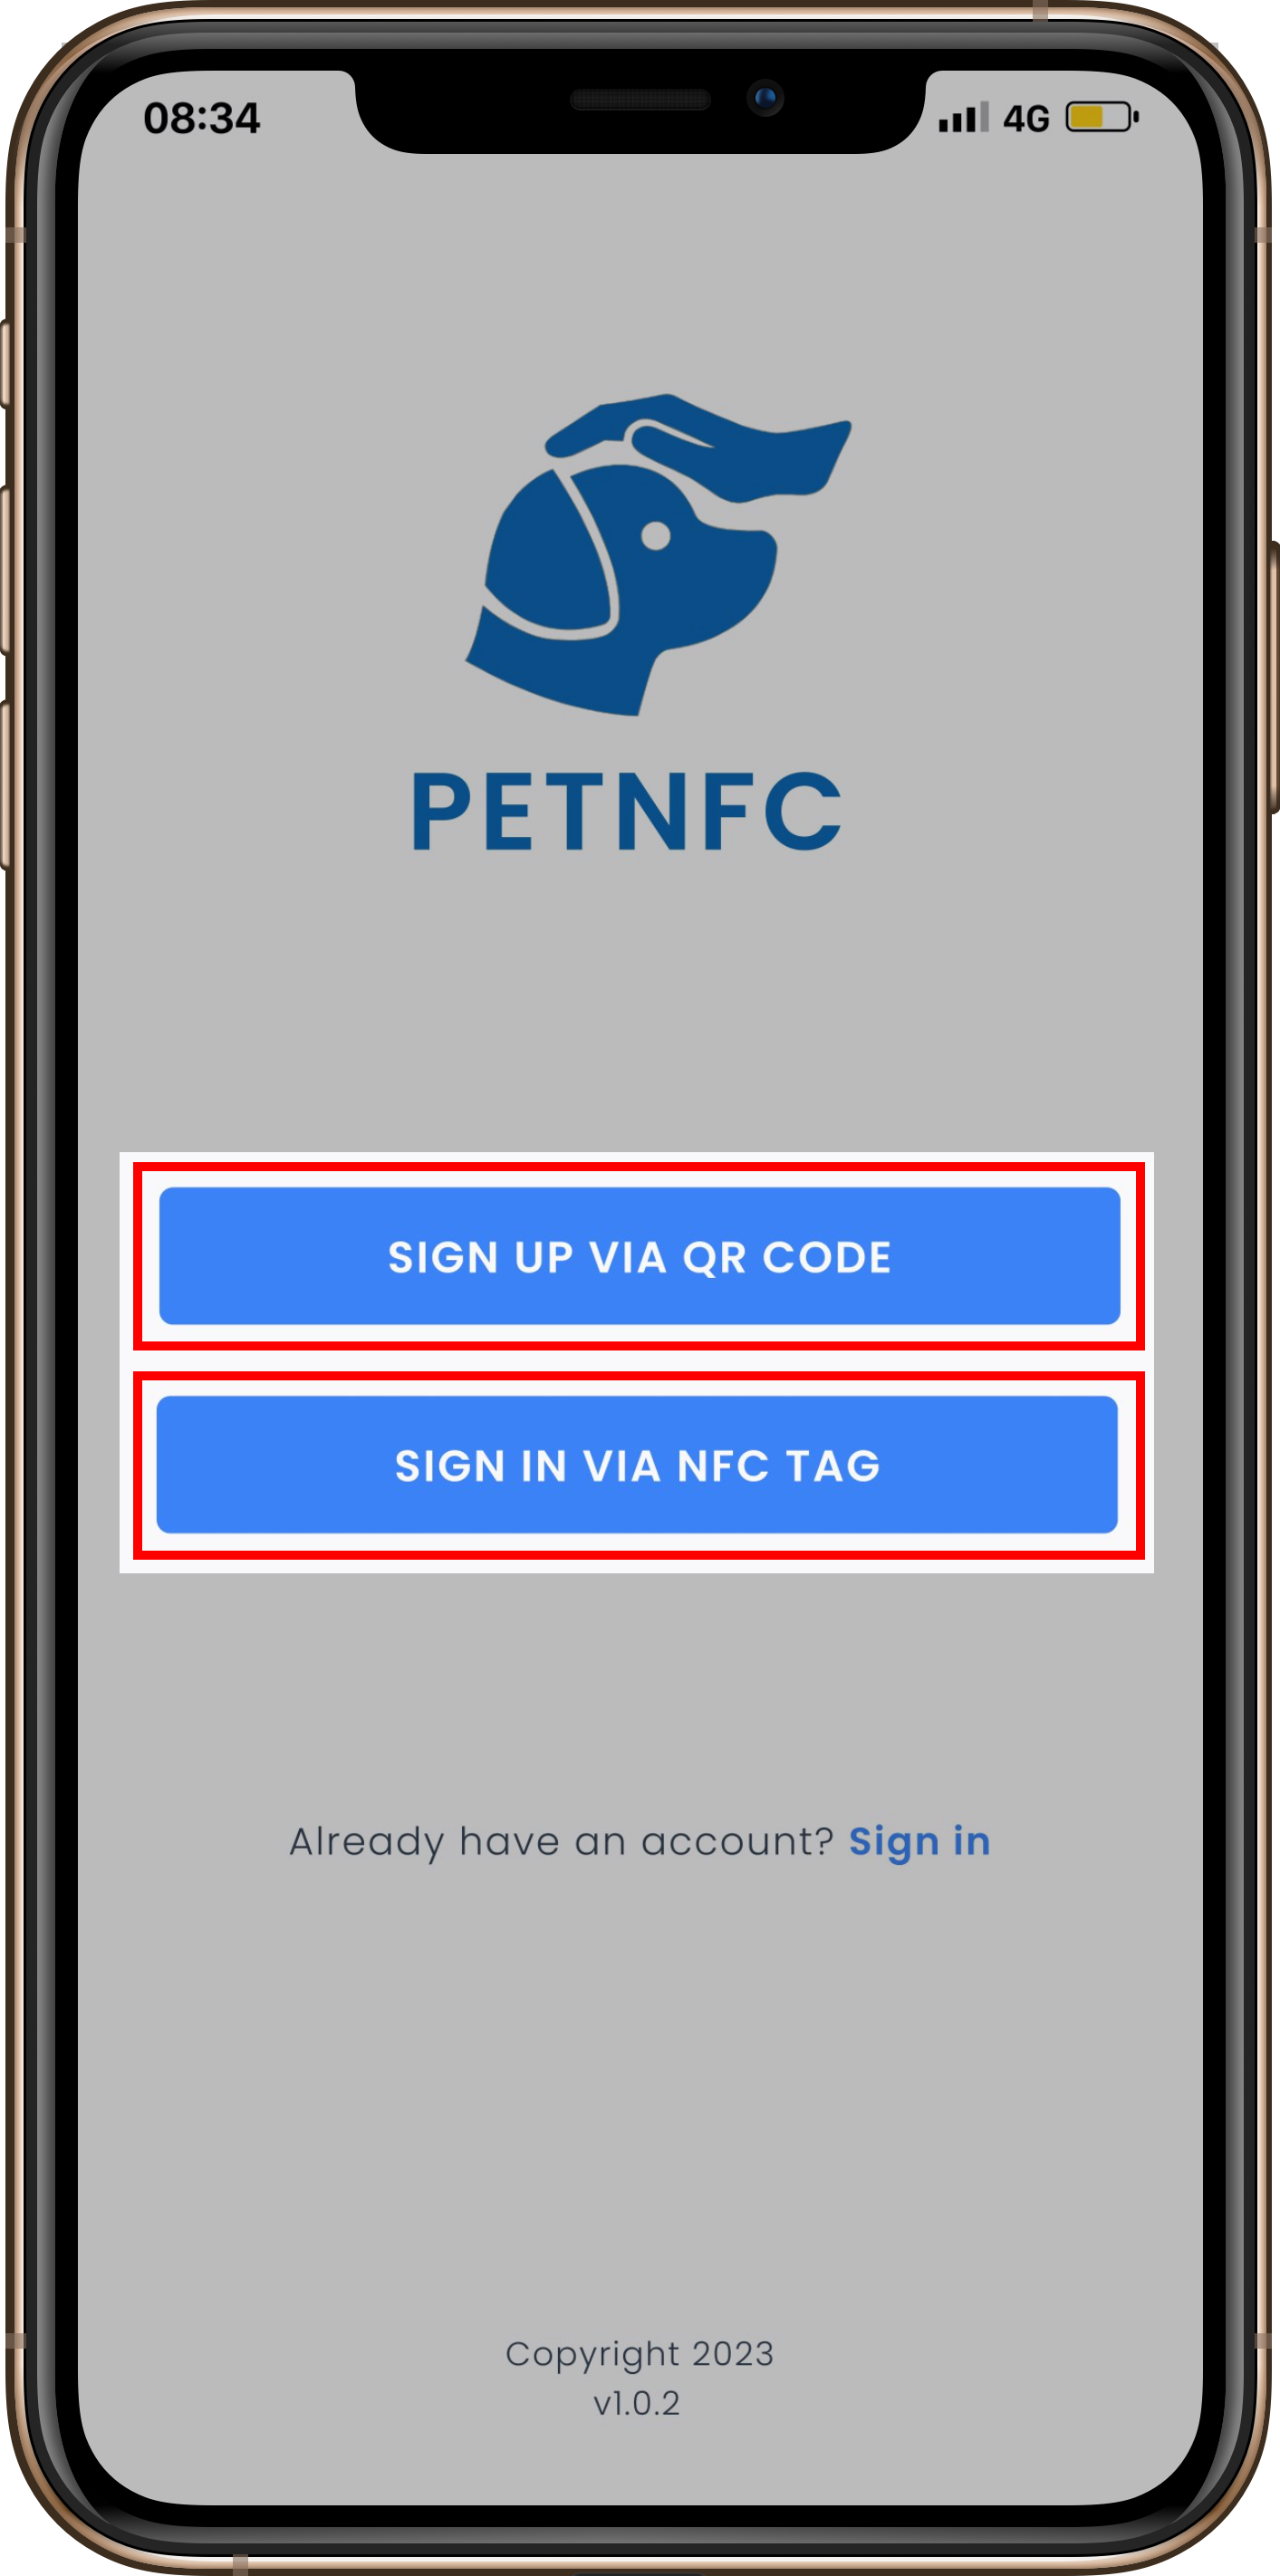 08:34
4G
PETNFC
SIGN UP VIA QR CODE
SIGN IN VIA NFC TAG
Already have an account? Sign in
Copyright 2023
v1.0.2